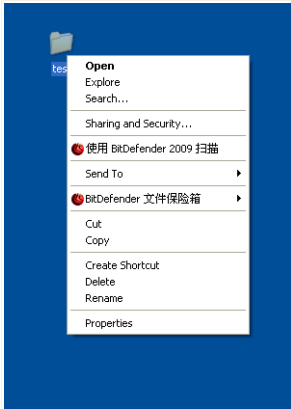 tes
Open
Explore
Search...
Sharing and Security...
使用 BitDefender 2009 扫描
Send To
BitDefender 文件保险箱
Cut
Copy
Create Shortcut
Delete
Rename
Properties